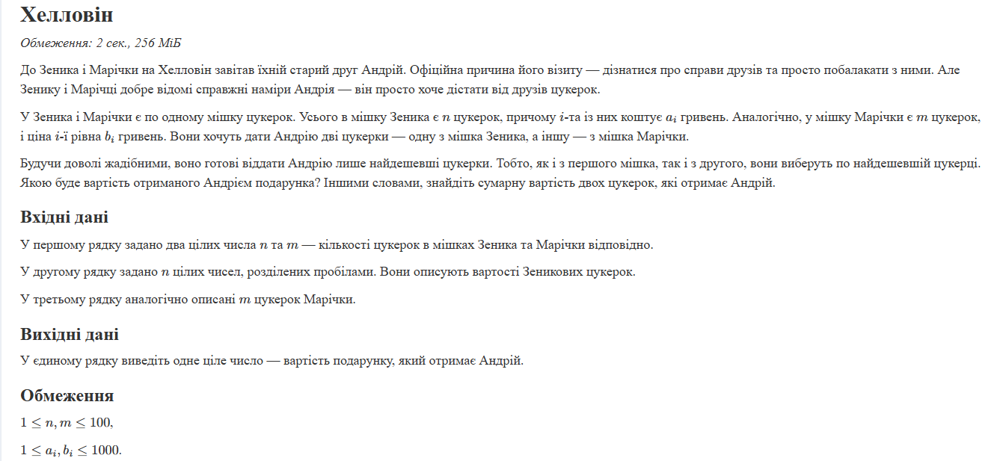 Хелловін
Обмеження: 2 сек., 256 МіБ
До Зеника і Марічки на Хелловін завітав їхній старий друг Андрій. Офіційна причина його візиту — дізнатися про справи друзів та просто побалакати з ними. Але
Зенику і Марічці добре відомі справжні наміри Андрія — він просто хоче дістати від друзів цукерок.
У Зеника і Марічки є по одному мішку цукерок. Усього в мішку Зеника є n цукерок, причому i-та із них коштує aᵢ гривень. Аналогічно, у мішку Марічки є m цукерок,
і ціна i-ї рівна bᵢ гривень. Вони хочуть дати Андрію дві цукерки — одну з мішка Зеника, а іншу — з мішка Марічки.
Будучи доволі жадібними, воно готові віддати Андрію лише найдешевші цукерки. Тобто, як і з першого мішка, так і з другого, вони виберуть по найдешевшій цукерці.
Якою буде вартість отриманого Андрієм подарунка? Іншими словами, знайдіть сумарну вартість двох цукерок, які отримає Андрій.
Вхідні дані
У першому рядку задано два цілих числа n та m — кількості цукерок в мішках Зеника та Марічки відповідно.
У другому рядку задано n цілих чисел, розділених пробілами. Вони описують вартості Зеникових цукерок.
У третьому рядку аналогічно описані m цукерок Марічки.
Вихідні дані
У єдиному рядку виведіть одне ціле число — вартість подарунку, який отримає Андрій.
Обмеження
1 ≤ n, m ≤ 100,
1 ≤ aᵢ, bᵢ ≤ 1000.